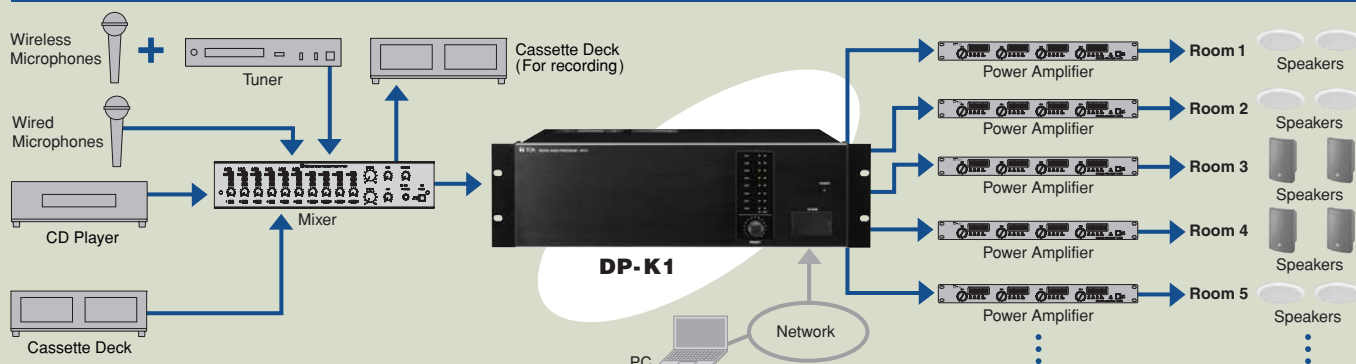 Wireless
Microphones
Tuner
Cassette Deck
(For recording)
Wired
Microphones
CD Player
Mixer
Cassette Deck
TOA
DP-K1
PC
Network
Power Amplifier
Room 1
Speakers
Power Amplifier
Room 2
Speakers
Power Amplifier
Room 3
Speakers
Power Amplifier
Room 4
Speakers
Power Amplifier
Room 5
Speakers